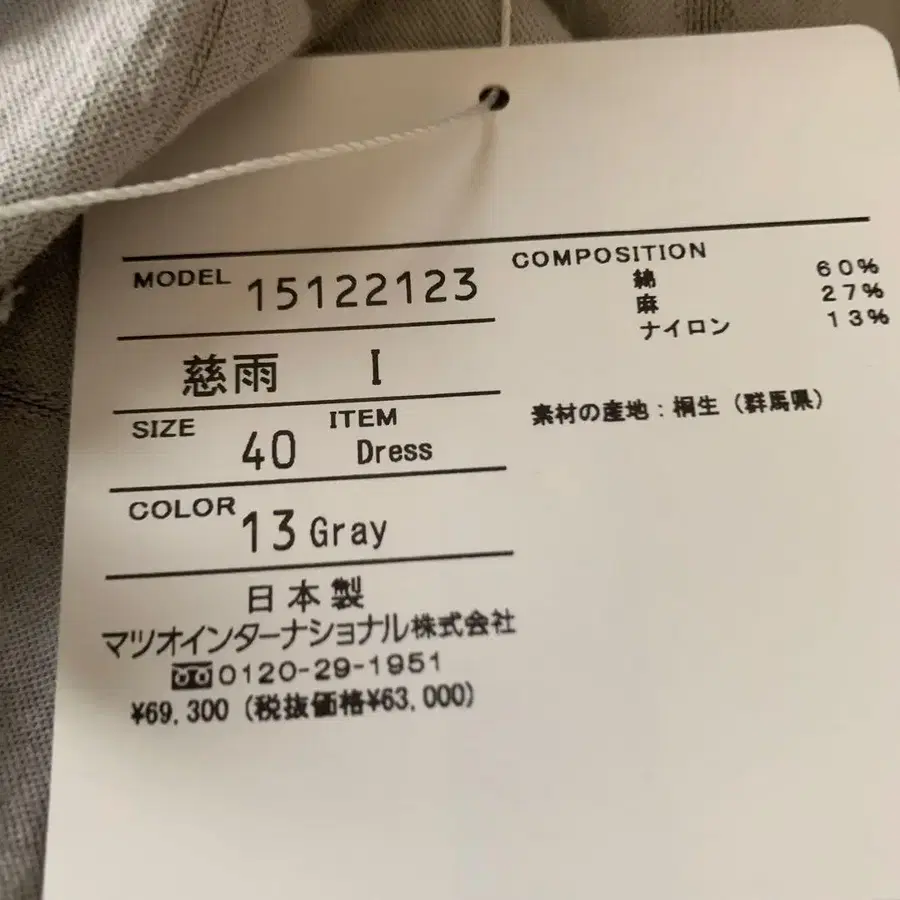 MODEL 15122123
慈雨 I
SIZE 40 ITEM Dress
COLOR 13 Gray
日本製
マツオインターナショナル株式会社
0120-29-1951
¥69,300 (税抜価格¥63,000)
COMPOSITION
綿 60%
麻 27%
ナイロン 13%
素材の産地:桐生(群馬県)